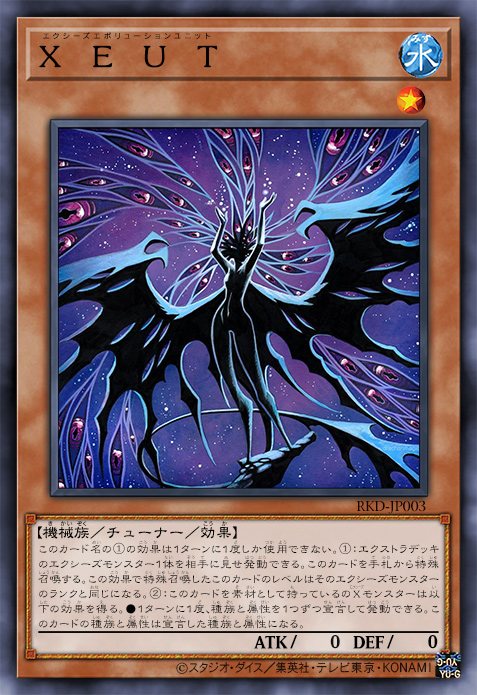 エクシーズエボリューションユニット
XEUT
みず
水
RKD-JP003
きかいぞく こうか
【機械族／チューナー／効果】
このカード名の①の効果は1ターンに1度しか使用できない。①：エクストラデッキ
のエクシーズモンスター1体を相手に見せ発動できる。このカードを手札から特殊
召喚する。この効果で特殊召喚したこのカードのレベルはそのエクシーズモンスター
のランクと同じになる。②：このカードを素材として持っているのXモンスターは以
下の効果を得る。●1ターンに1度、種族と属性を1つずつ宣言して発動できる。こ
のカードの種族と属性は宣言した種族と属性になる。
ATK/ 0 DEF/ 0
©スタジオ・ダイス／集英社・テレビ東京・KONAMI
YU-G